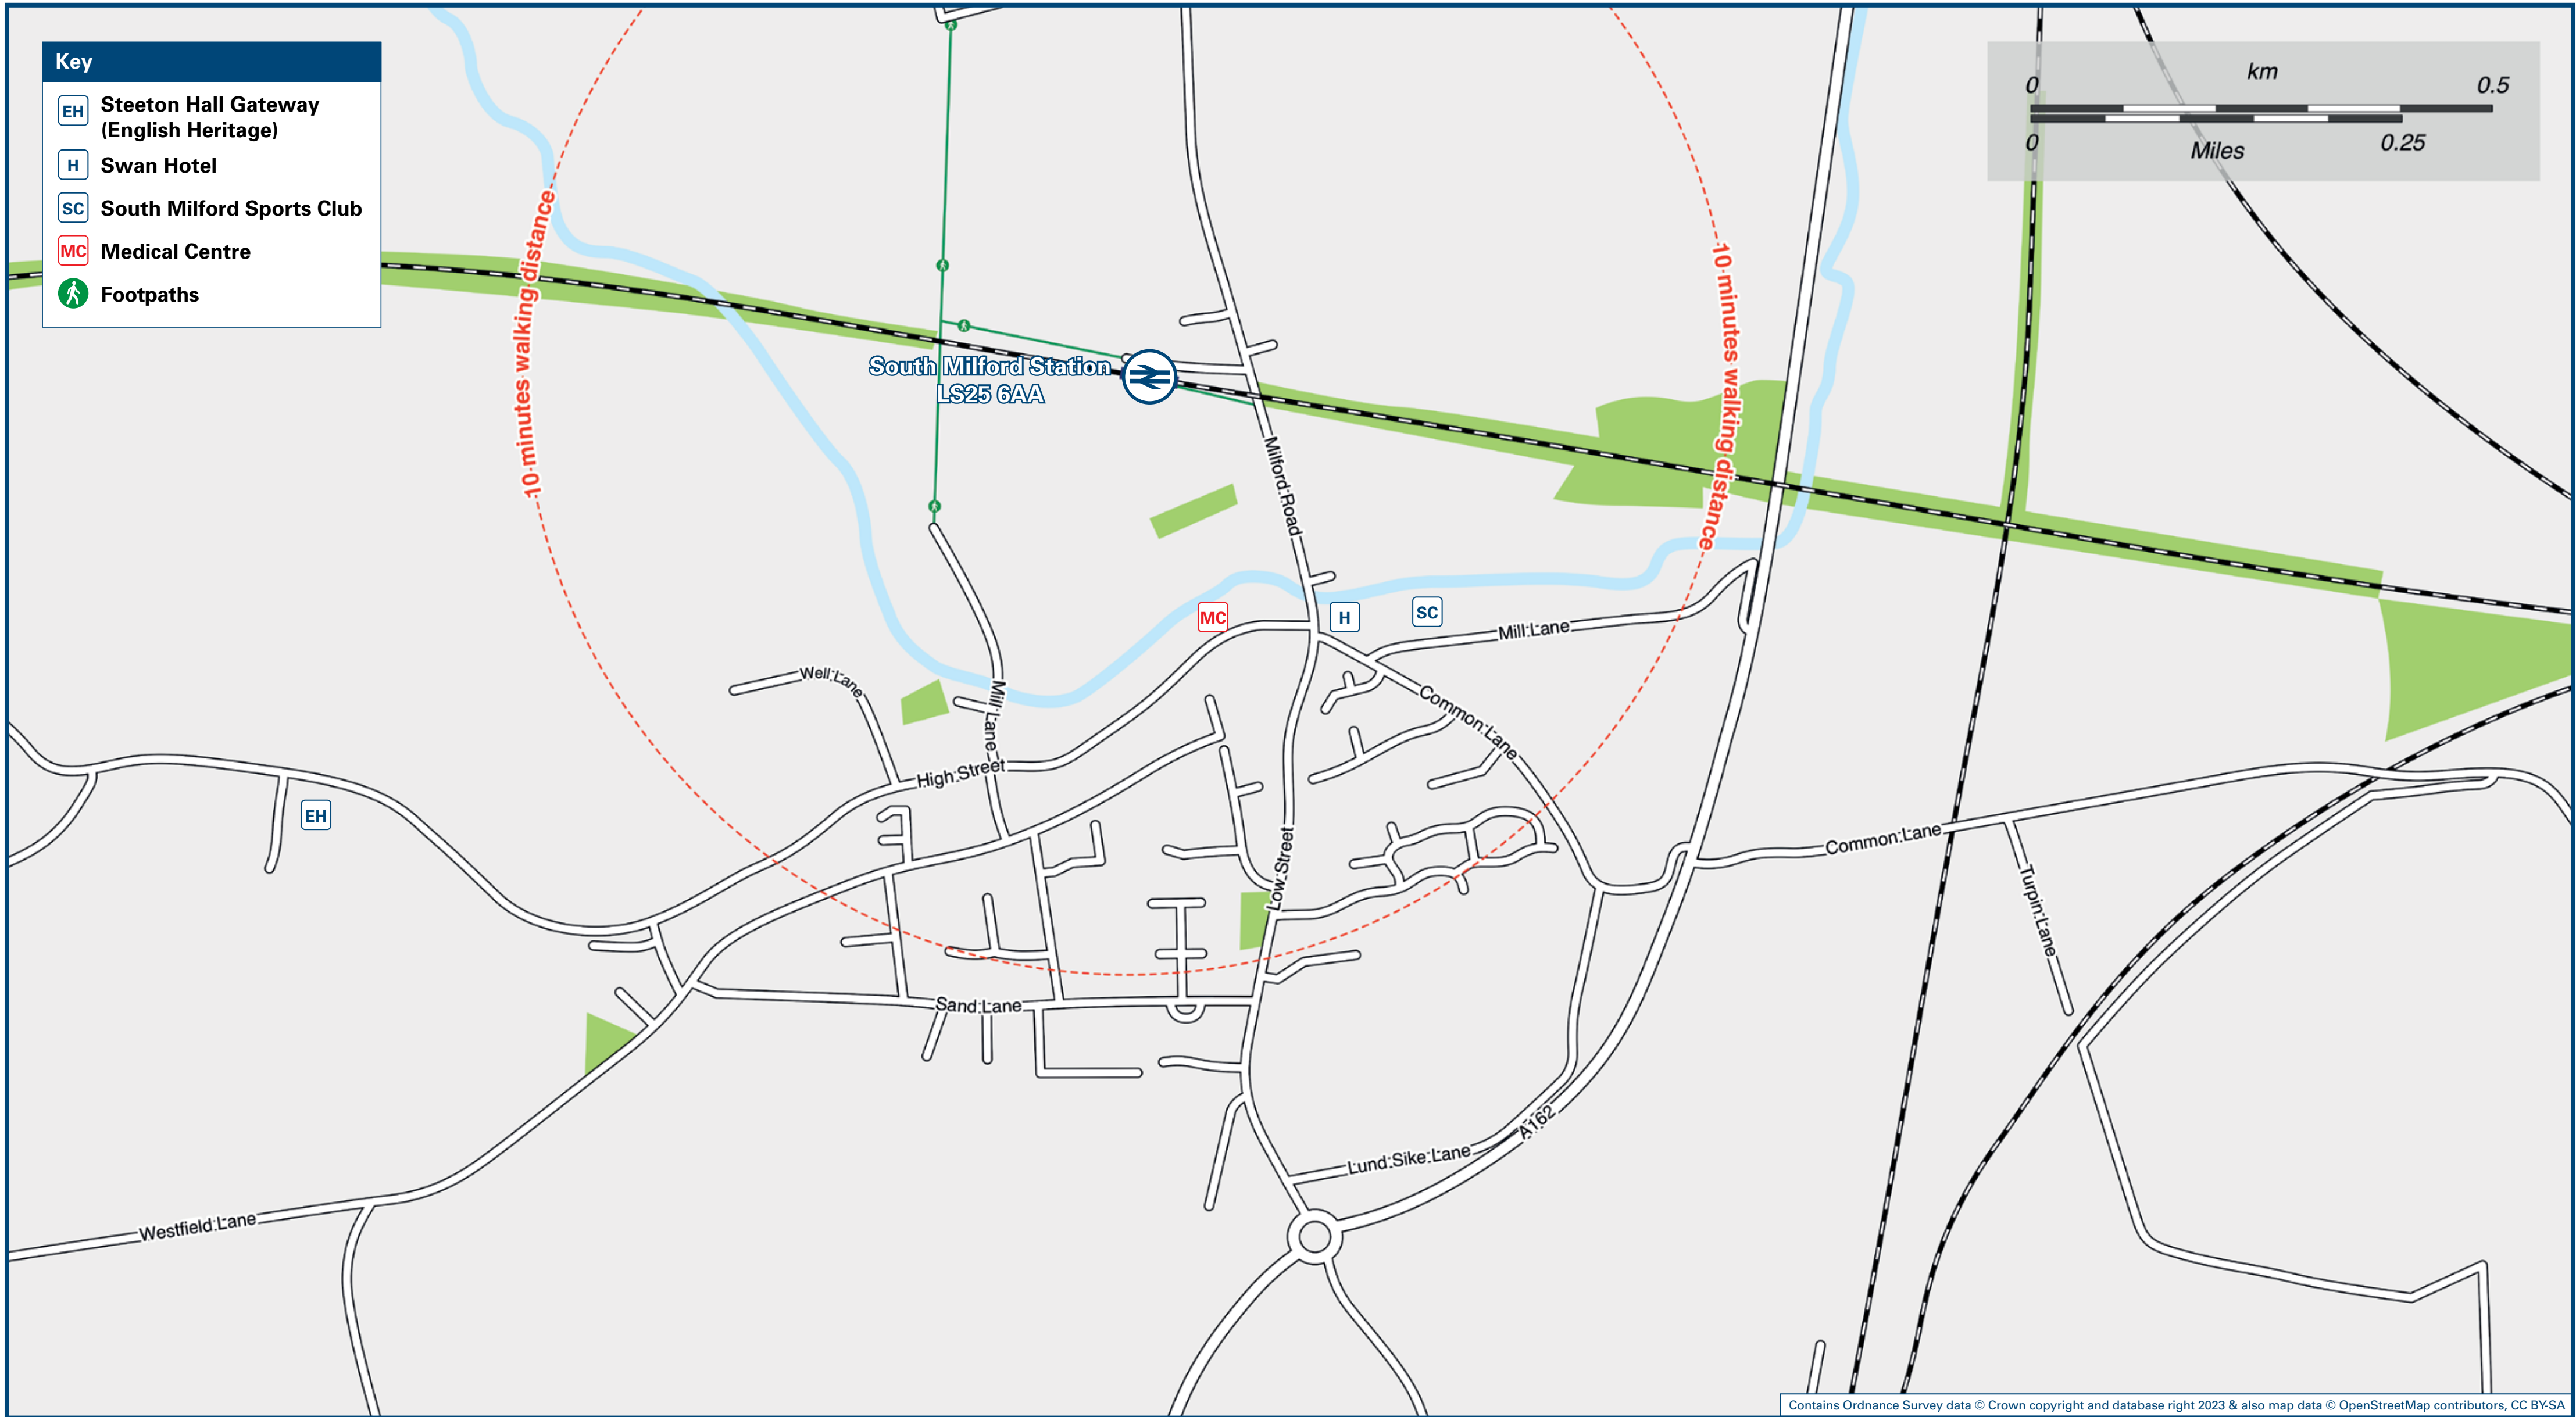 Key
EH Steeton Hall Gateway
(English Heritage)
H Swan Hotel
SC South Milford Sports Club
MC Medical Centre
Footpaths
km
0 0.5
0 0.25
Miles
10 minutes walking distance
10 minutes walking distance
South Milford Station
LS25 6AA
Milford Road
MC
H
SC
Mill Lane
Well Lane
Mill Lane
Common Lane
High Street
EH
Low Street
Common Lane
Turpin Lane
Sand Lane
A162
Lund Sike Lane
Westfield Lane
Contains Ordnance Survey data © Crown copyright and database right 2023 & also map data © OpenStreetMap contributors, CC BY-SA